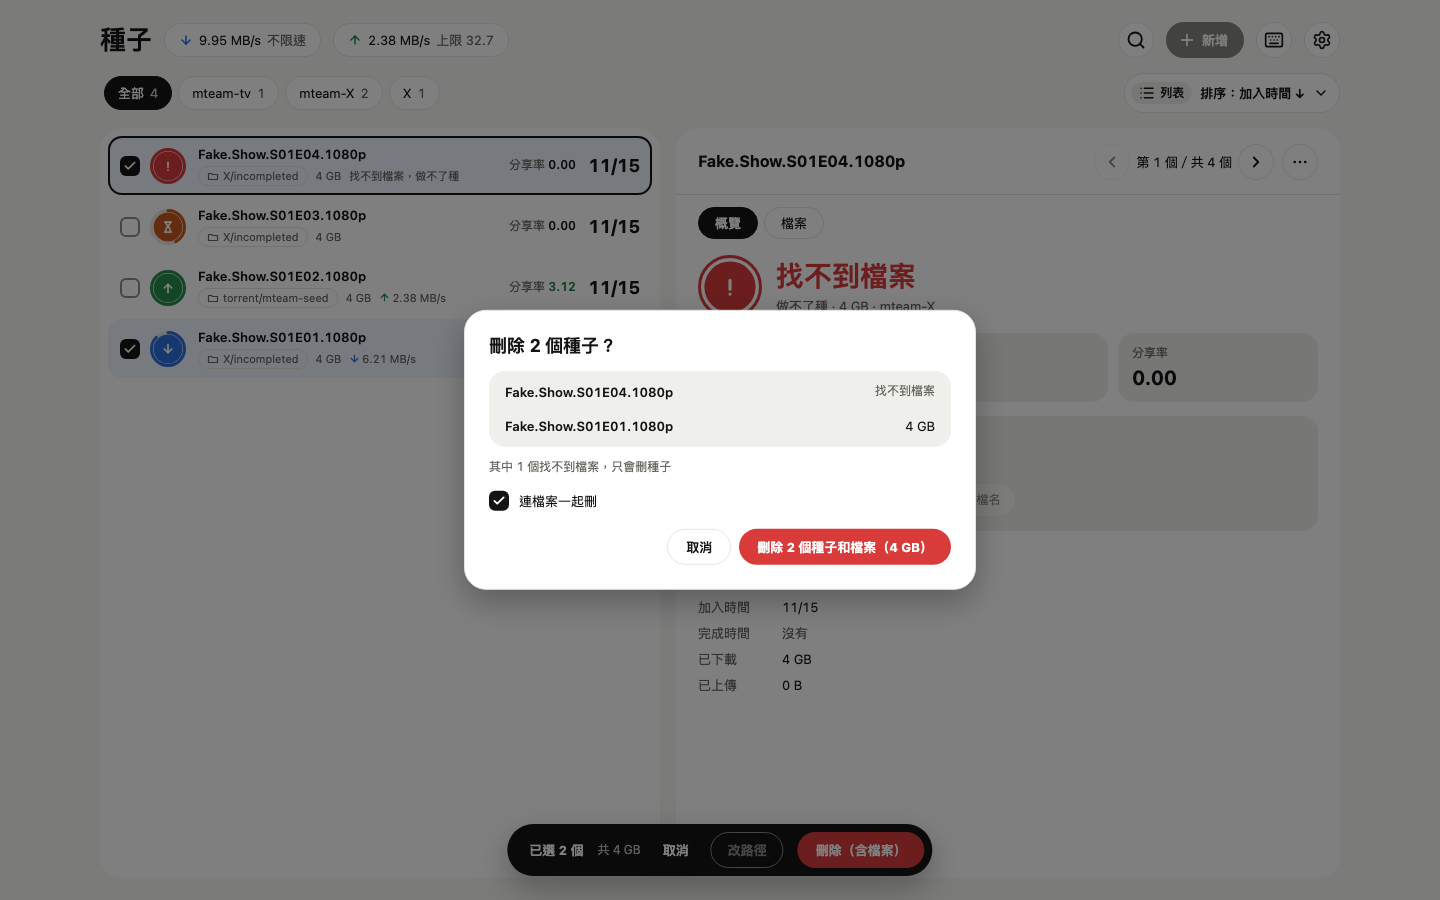 種子
9.95 MB/s 不限速
2.38 MB/s 上限 32.7
新增
全部 4
mteam-tv 1
mteam-X 2
X 1
列表
排序：加入時間
Fake.Show.S01E04.1080p
X/incompleted
4 GB
找不到檔案，做不了種
分享率 0.00
11/15
Fake.Show.S01E03.1080p
X/incompleted
4 GB
分享率 0.00
11/15
Fake.Show.S01E02.1080p
torrent/mteam-seed
4 GB
2.38 MB/s
分享率 3.12
11/15
Fake.Show.S01E01.1080p
X/incompleted
4 GB
6.21 MB/s
Fake.Show.S01E04.1080p
第 1 個 / 共 4 個
概覽
檔案
找不到檔案
做不了種 · 4 GB · mteam-X
分享率
0.00
檔名
加入時間 11/15
完成時間 沒有
已下載 4 GB
已上傳 0 B
刪除 2 個種子？
Fake.Show.S01E04.1080p 找不到檔案
Fake.Show.S01E01.1080p 4 GB
其中 1 個找不到檔案，只會刪種子
連檔案一起刪
取消
刪除 2 個種子和檔案（4 GB）
已選 2 個
共 4 GB
取消
改路徑
刪除（含檔案）